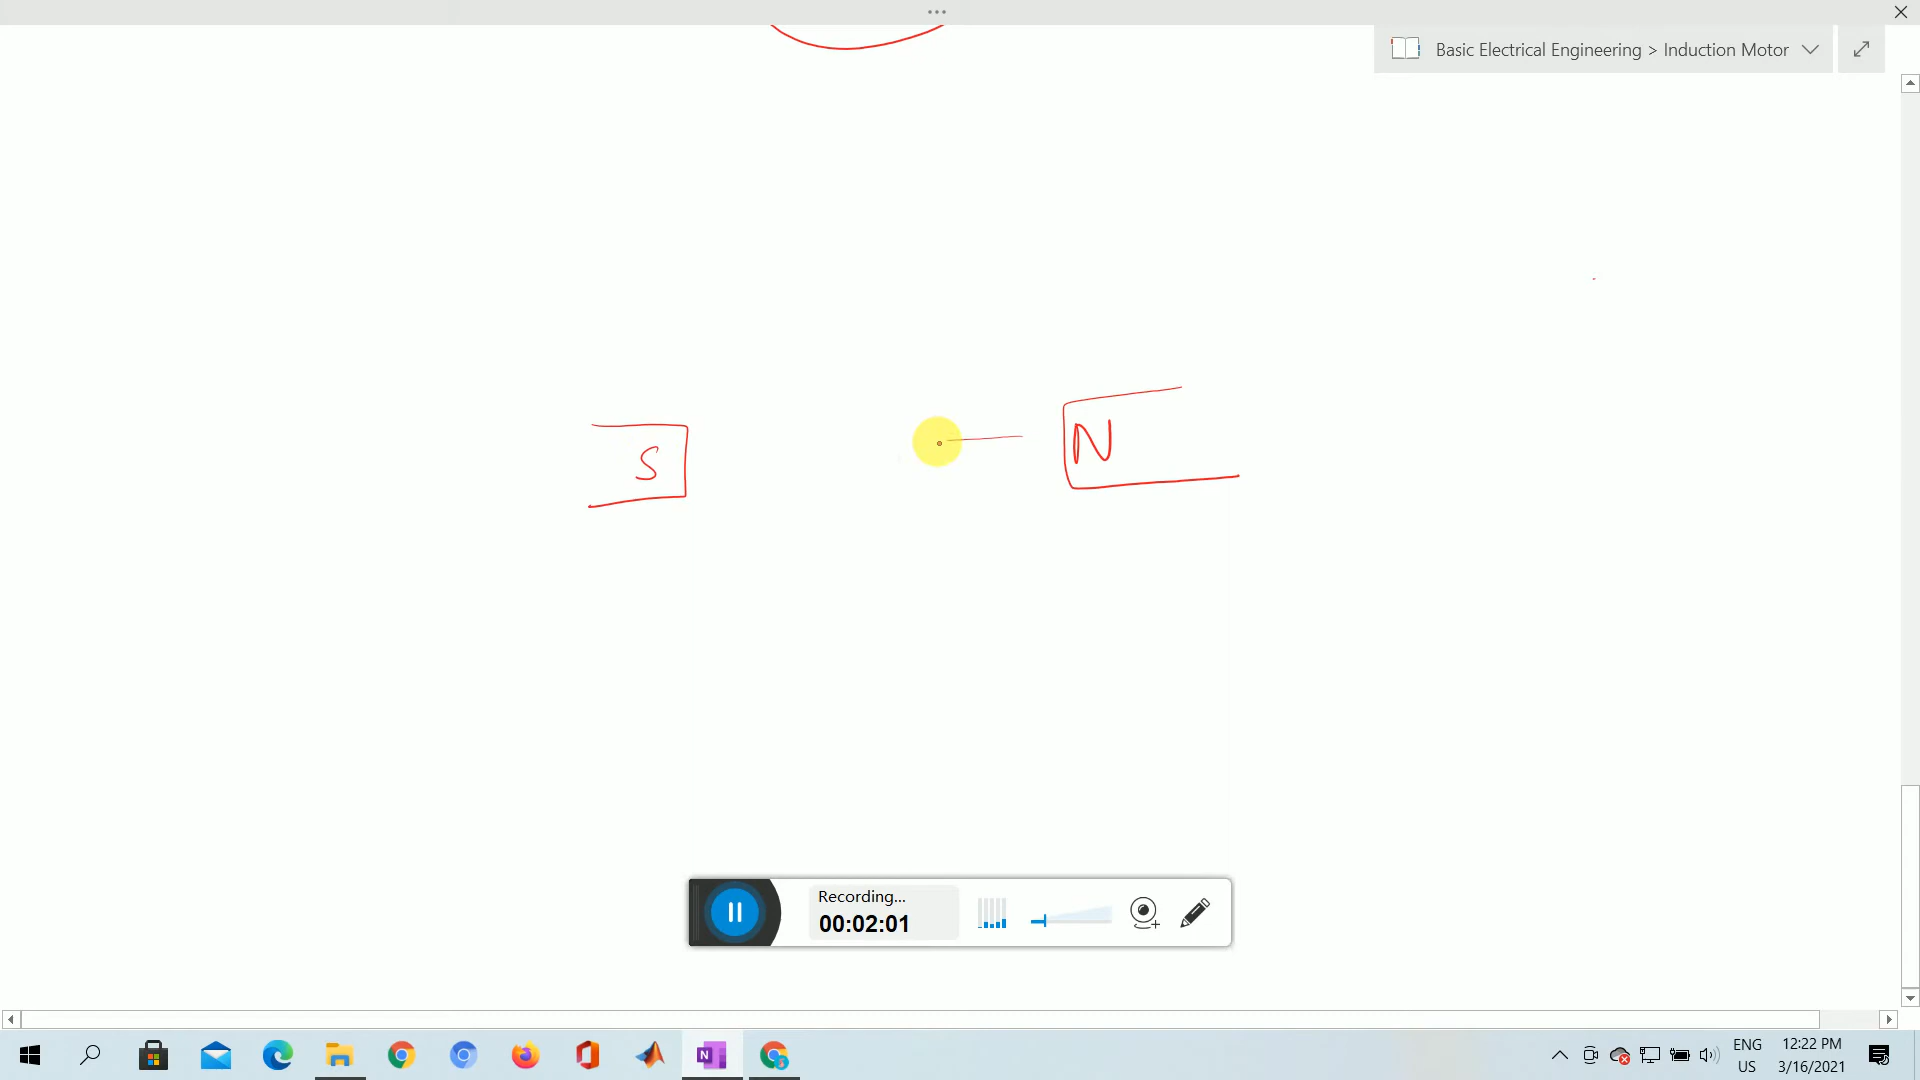 Basic Electrical Engineering > Induction Motor
N
S
Recording...
00:02:01
ENG
US
12:22 PM
3/16/2021